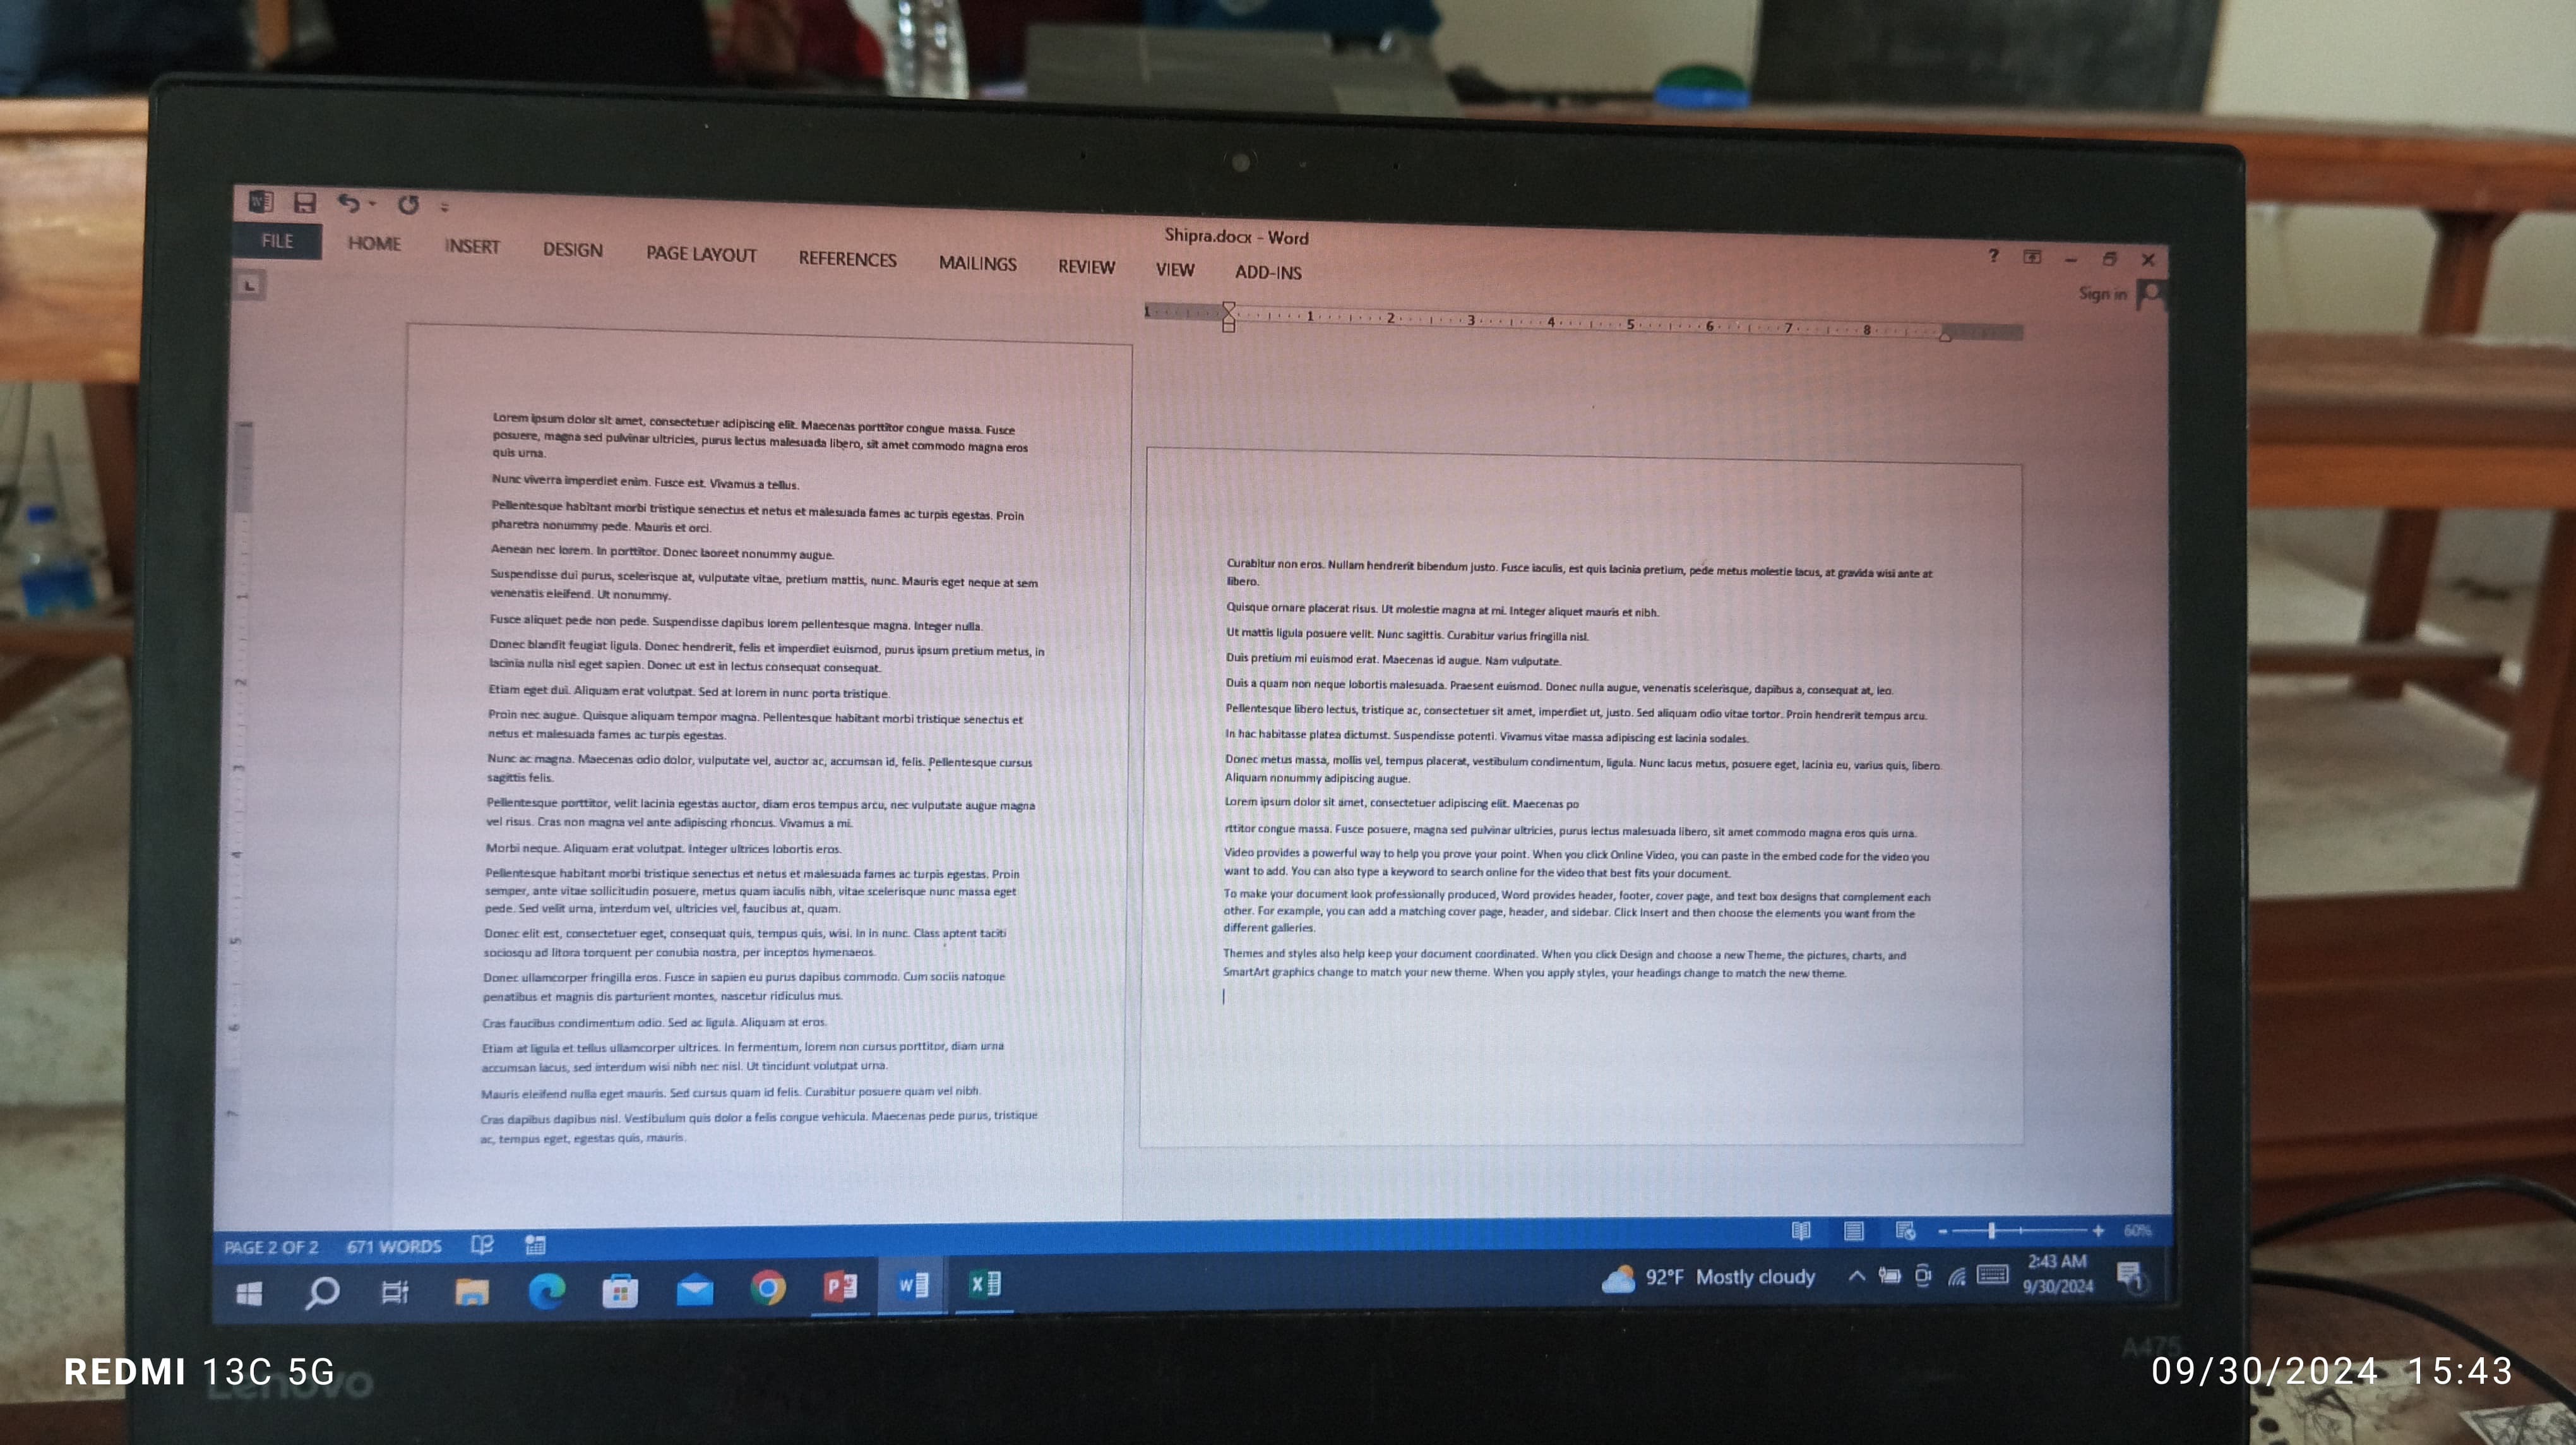 Shipra.docx - Word
FILE HOME INSERT DESIGN PAGE LAYOUT REFERENCES MAILINGS REVIEW VIEW ADD-INS
? 
Sign in
L
1 1 2 3 4 5 6 7 8
1
1
2
3
4
5
6
7
Lorem ipsum dolor sit amet, consectetuer adipiscing elit. Maecenas porttitor congue massa. Fusce
posuere, magna sed pulvinar ultricies, purus lectus malesuada libero, sit amet commodo magna eros
quis urna.
Nunc viverra imperdiet enim. Fusce est. Vivamus a tellus.
Pellentesque habitant morbi tristique senectus et netus et malesuada fames ac turpis egestas. Proin
pharetra nonummy pede. Mauris et orci.
Aenean nec lorem. In porttitor. Donec laoreet nonummy augue.
Suspendisse dui purus, scelerisque at, vulputate vitae, pretium mattis, nunc. Mauris eget neque at sem
venenatis eleifend. Ut nonummy.
Fusce aliquet pede non pede. Suspendisse dapibus lorem pellentesque magna. Integer nulla.
Donec blandit feugiat ligula. Donec hendrerit, felis et imperdiet euismod, purus ipsum pretium metus, in
lacinia nulla nisl eget sapien. Donec ut est in lectus consequat consequat.
Etiam eget dui. Aliquam erat volutpat. Sed at lorem in nunc porta tristique.
Proin nec augue. Quisque aliquam tempor magna. Pellentesque habitant morbi tristique senectus et
netus et malesuada fames ac turpis egestas.
Nunc ac magna. Maecenas odio dolor, vulputate vel, auctor ac, accumsan id, felis. Pellentesque cursus
sagittis felis.
Pellentesque porttitor, velit lacinia egestas auctor, diam eros tempus arcu, nec vulputate augue magna
vel risus. Cras non magna vel ante adipiscing rhoncus. Vivamus a mi.
Morbi neque. Aliquam erat volutpat. Integer ultrices lobortis eros.
Pellentesque habitant morbi tristique senectus et netus et malesuada fames ac turpis egestas. Proin
semper, ante vitae sollicitudin posuere, metus quam iaculis nibh, vitae scelerisque nunc massa eget
pede. Sed velit urna, interdum vel, ultricies vel, faucibus at, quam.
Donec elit est, consectetuer eget, consequat quis, tempus quis, wisi. In in nunc. Class aptent taciti
sociosqu ad litora torquent per conubia nostra, per inceptos hymenaeos.
Donec ullamcorper fringilla eros. Fusce in sapien eu purus dapibus commodo. Cum sociis natoque
penatibus et magnis dis parturient montes, nascetur ridiculus mus.
Cras faucibus condimentum odio. Sed ac ligula. Aliquam at eros.
Etiam at ligula et tellus ullamcorper ultrices. In fermentum, lorem non cursus porttitor, diam urna
accumsan lacus, sed interdum wisi nibh nec nisl. Ut tincidunt volutpat urna.
Mauris eleifend nulla eget mauris. Sed cursus quam id felis. Curabitur posuere quam vel nibh.
Cras dapibus dapibus nisl. Vestibulum quis dolor a felis congue vehicula. Maecenas pede purus, tristique
ac, tempus eget, egestas quis, mauris.
Curabitur non eros. Nullam hendrerit bibendum justo. Fusce iaculis, est quis lacinia pretium, pede metus molestie lacus, at gravida wisi ante at
libero.
Quisque ornare placerat risus. Ut molestie magna at mi. Integer aliquet mauris et nibh.
Ut mattis ligula posuere velit. Nunc sagittis. Curabitur varius fringilla nisl.
Duis pretium mi euismod erat. Maecenas id augue. Nam vulputate.
Duis a quam non neque lobortis malesuada. Praesent euismod. Donec nulla augue, venenatis scelerisque, dapibus a, consequat at, leo.
Pellentesque libero lectus, tristique ac, consectetuer sit amet, imperdiet ut, justo. Sed aliquam odio vitae tortor. Proin hendrerit tempus arcu.
In hac habitasse platea dictumst. Suspendisse potenti. Vivamus vitae massa adipiscing est lacinia sodales.
Donec metus massa, mollis vel, tempus placerat, vestibulum condimentum, ligula. Nunc lacus metus, posuere eget, lacinia eu, varius quis, libero.
Aliquam nonummy adipiscing augue.
Lorem ipsum dolor sit amet, consectetuer adipiscing elit. Maecenas po
rttitor congue massa. Fusce posuere, magna sed pulvinar ultricies, purus lectus malesuada libero, sit amet commodo magna eros quis urna.
Video provides a powerful way to help you prove your point. When you click Online Video, you can paste in the embed code for the video you
want to add. You can also type a keyword to search online for the video that best fits your document.
To make your document look professionally produced, Word provides header, footer, cover page, and text box designs that complement each
other. For example, you can add a matching cover page, header, and sidebar. Click Insert and then choose the elements you want from the
different galleries.
Themes and styles also help keep your document coordinated. When you click Design and choose a new Theme, the pictures, charts, and
SmartArt graphics change to match your new theme. When you apply styles, your headings change to match the new theme.
PAGE 2 OF 2 671 WORDS
60%
92°F Mostly cloudy
2:43 AM
9/30/2024
1
A475
Lenovo
REDMI 13C 5G
09/30/2024 15:43